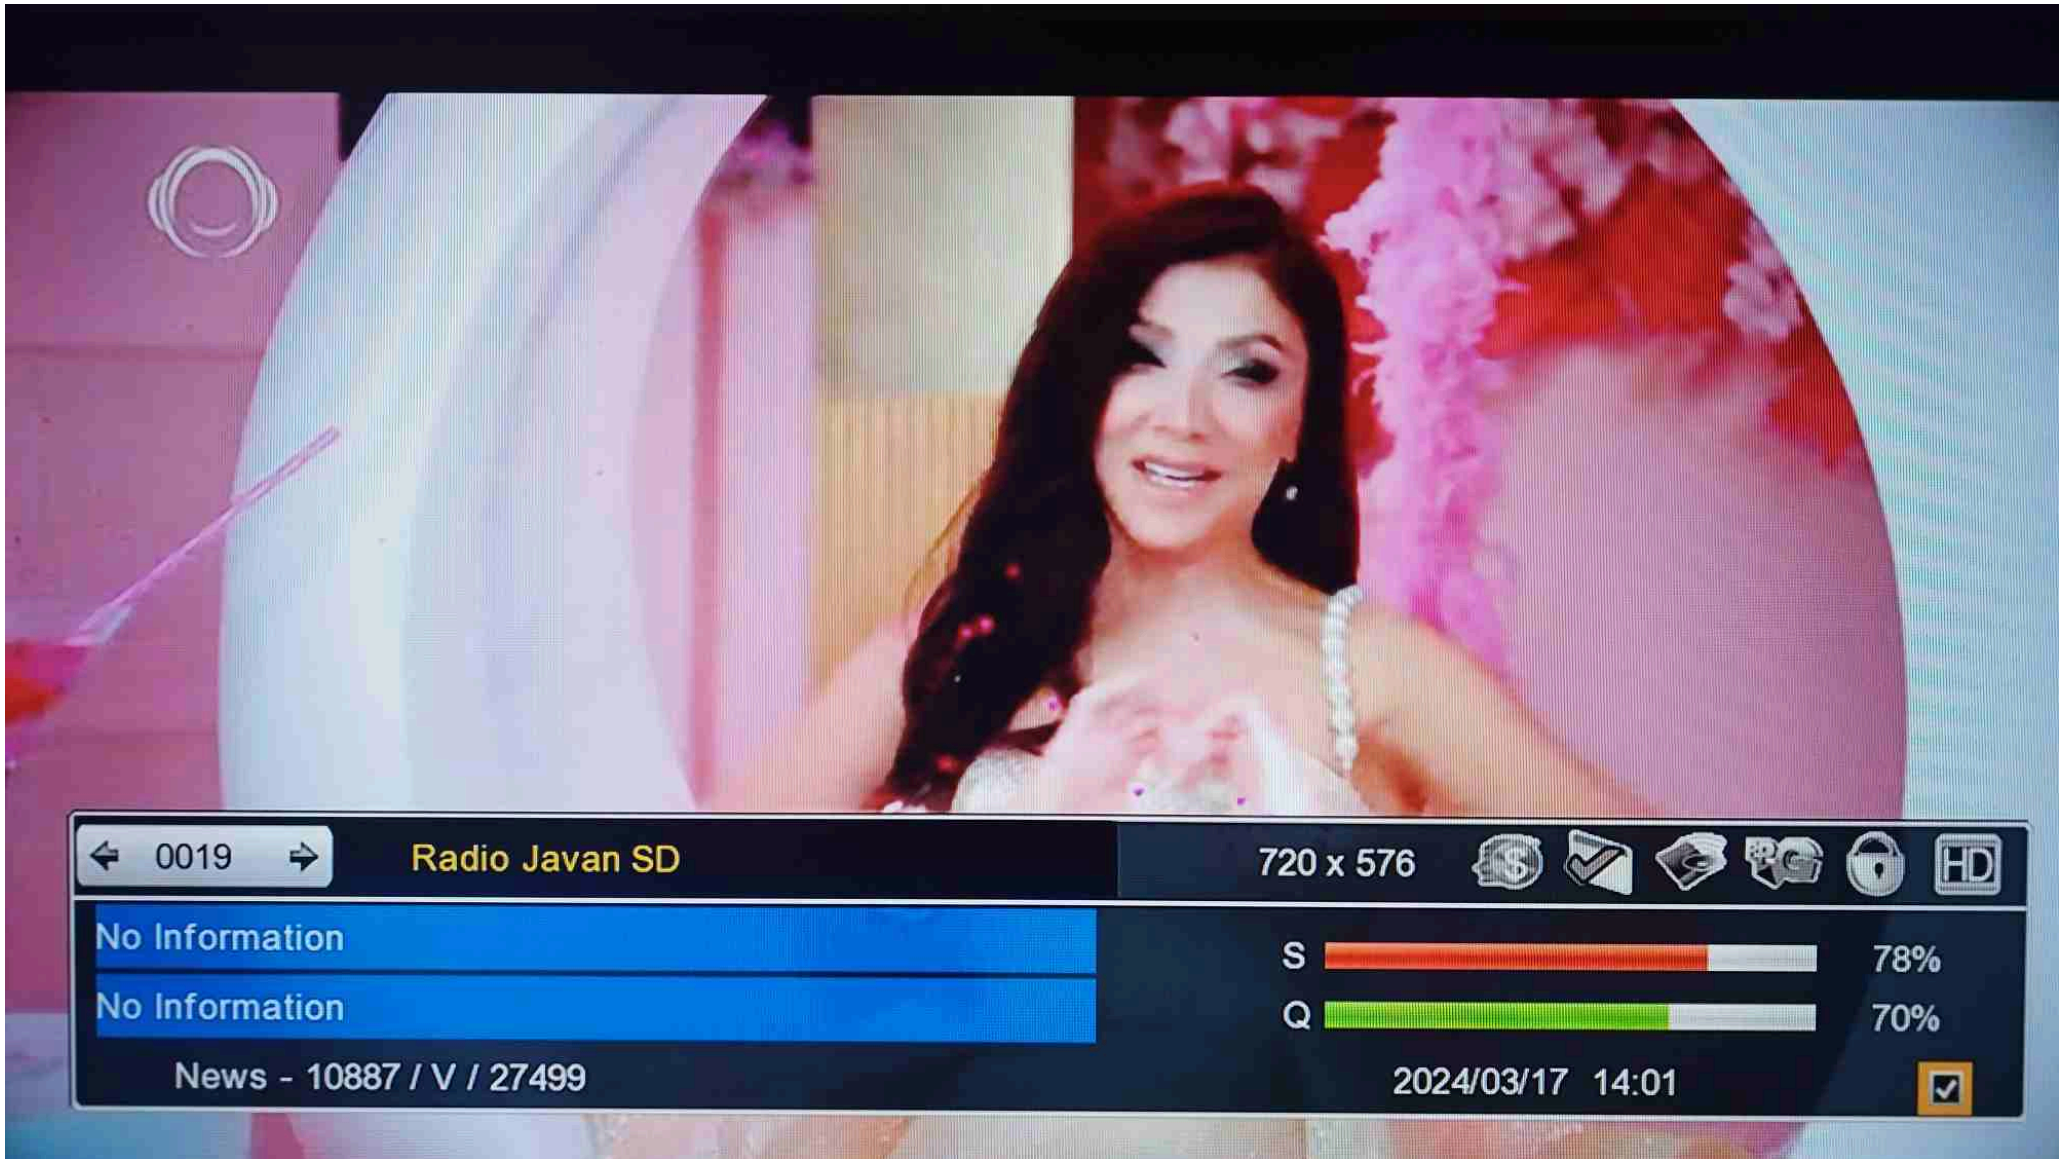 0019 Radio Javan SD 720 x 576 HD
No Information
S 78%
No Information
Q 70%
News - 10887 / V / 27499 2024/03/17 14:01